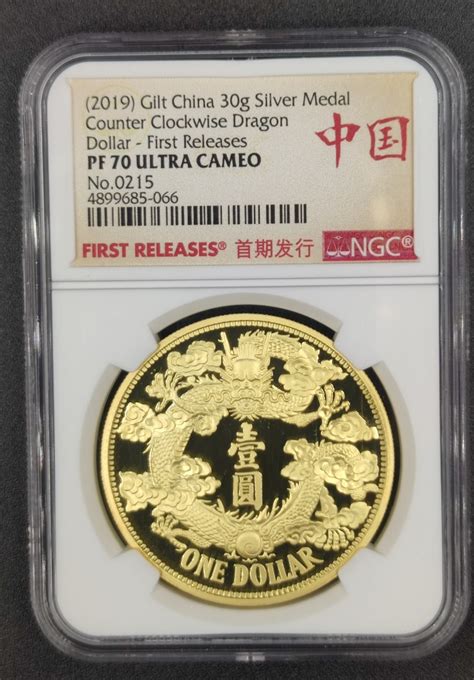 (2019) Gilt China 30g Silver Medal
Counter Clockwise Dragon
Dollar - First Releases
PF 70 ULTRA CAMEO
No.0215
4899685-066
中国
FIRST RELEASES® 首期发行 NGC®
壹
圓
ONE DOLLAR